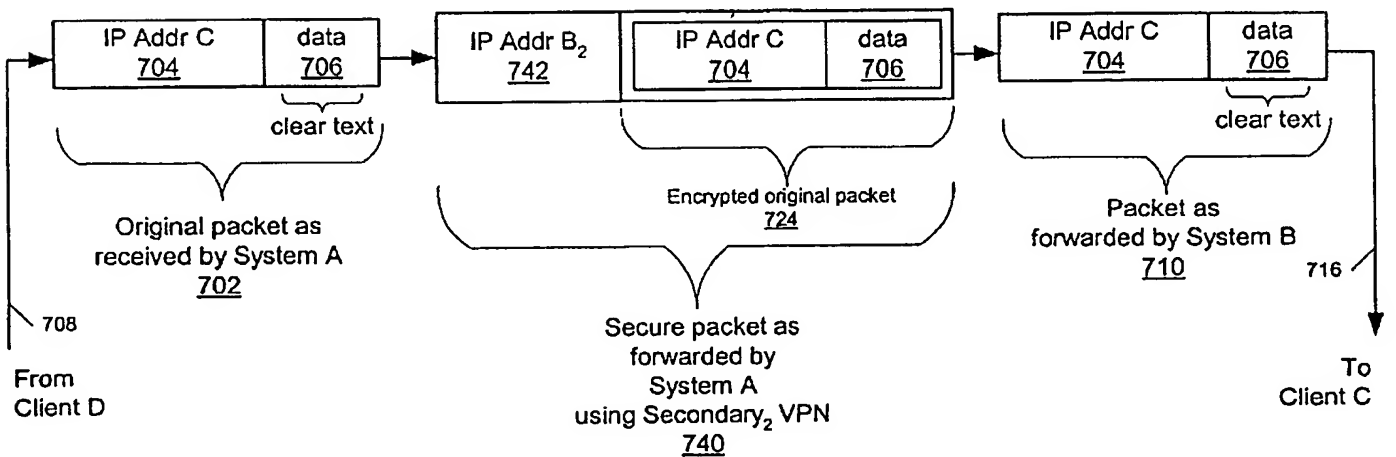 IP Addr C
704
data
706
clear text
Original packet as
received by System A
702
708
From
Client D
IP Addr B₂
742
IP Addr C
704
data
706
Encrypted original packet
724
Secure packet as
forwarded by
System A
using Secondary₂ VPN
740
IP Addr C
704
data
706
clear text
Packet as
forwarded by System B
710
716
To
Client C